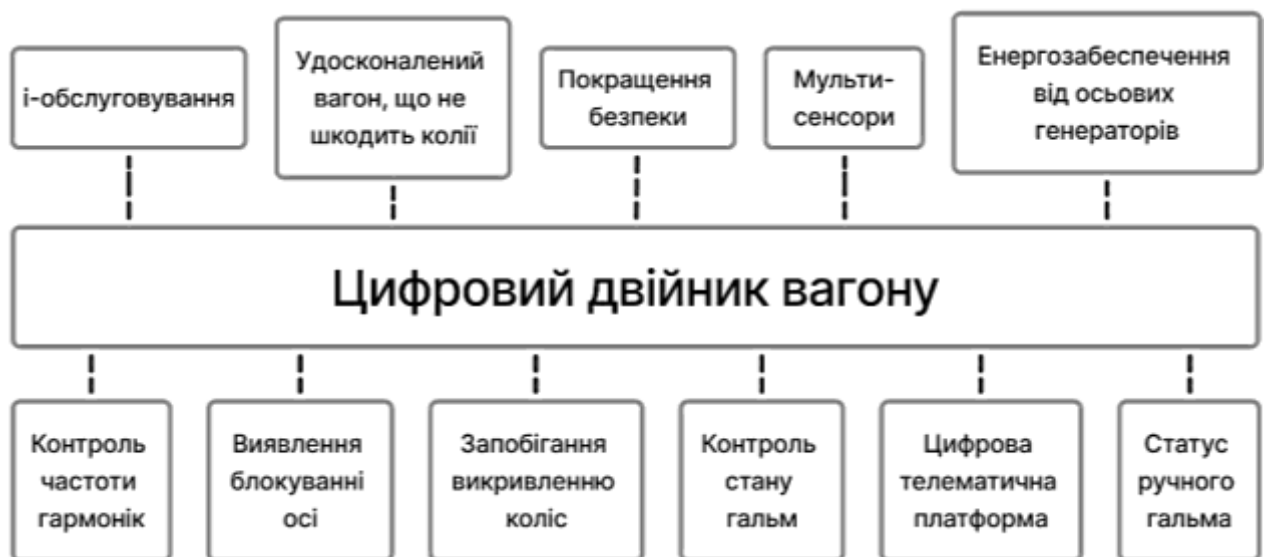 і-обслуговування
Удосконалений
вагон, що не
шкодить колії
Покращення
безпеки
Мульти-
сенсори
Енергозабеспечення
від осьових
генераторів
Цифровий двійник вагону
Контроль
частоти
гармонік
Виявлення
блокуванні
осі
Запобігання
викривленню
коліс
Контроль
стану
гальм
Цифрова
телематична
платформа
Статус
ручного
гальма